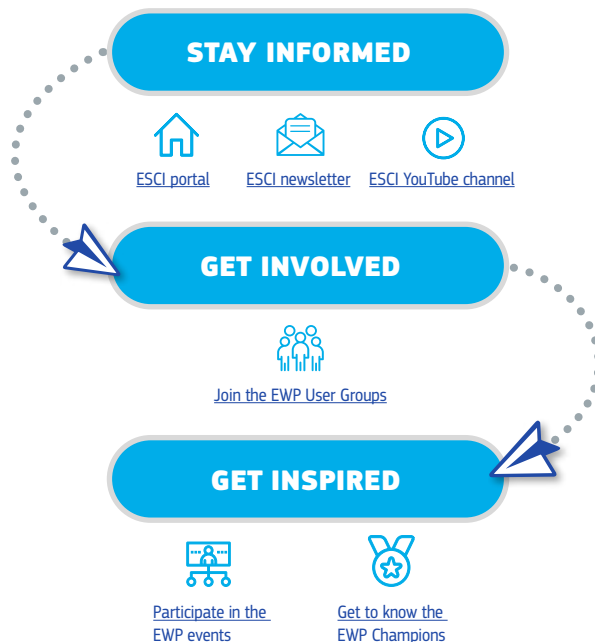 STAY INFORMED
ESCI portal
ESCI newsletter
ESCI YouTube channel
GET INVOLVED
Join the EWP User Groups
GET INSPIRED
Participate in the
EWP events
Get to know the
EWP Champions